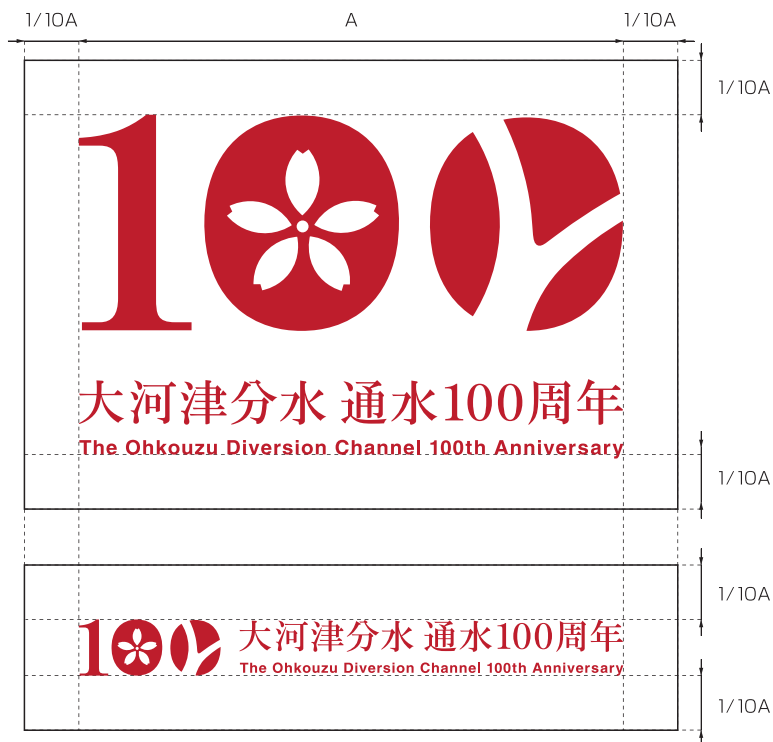 1/10A A 1/10A
1/10A
100
大河津分水 通水100周年
The Ohkouzu Diversion Channel 100th Anniversary
1/10A
1/10A
100 大河津分水 通水100周年
The Ohkouzu Diversion Channel 100th Anniversary
1/10A